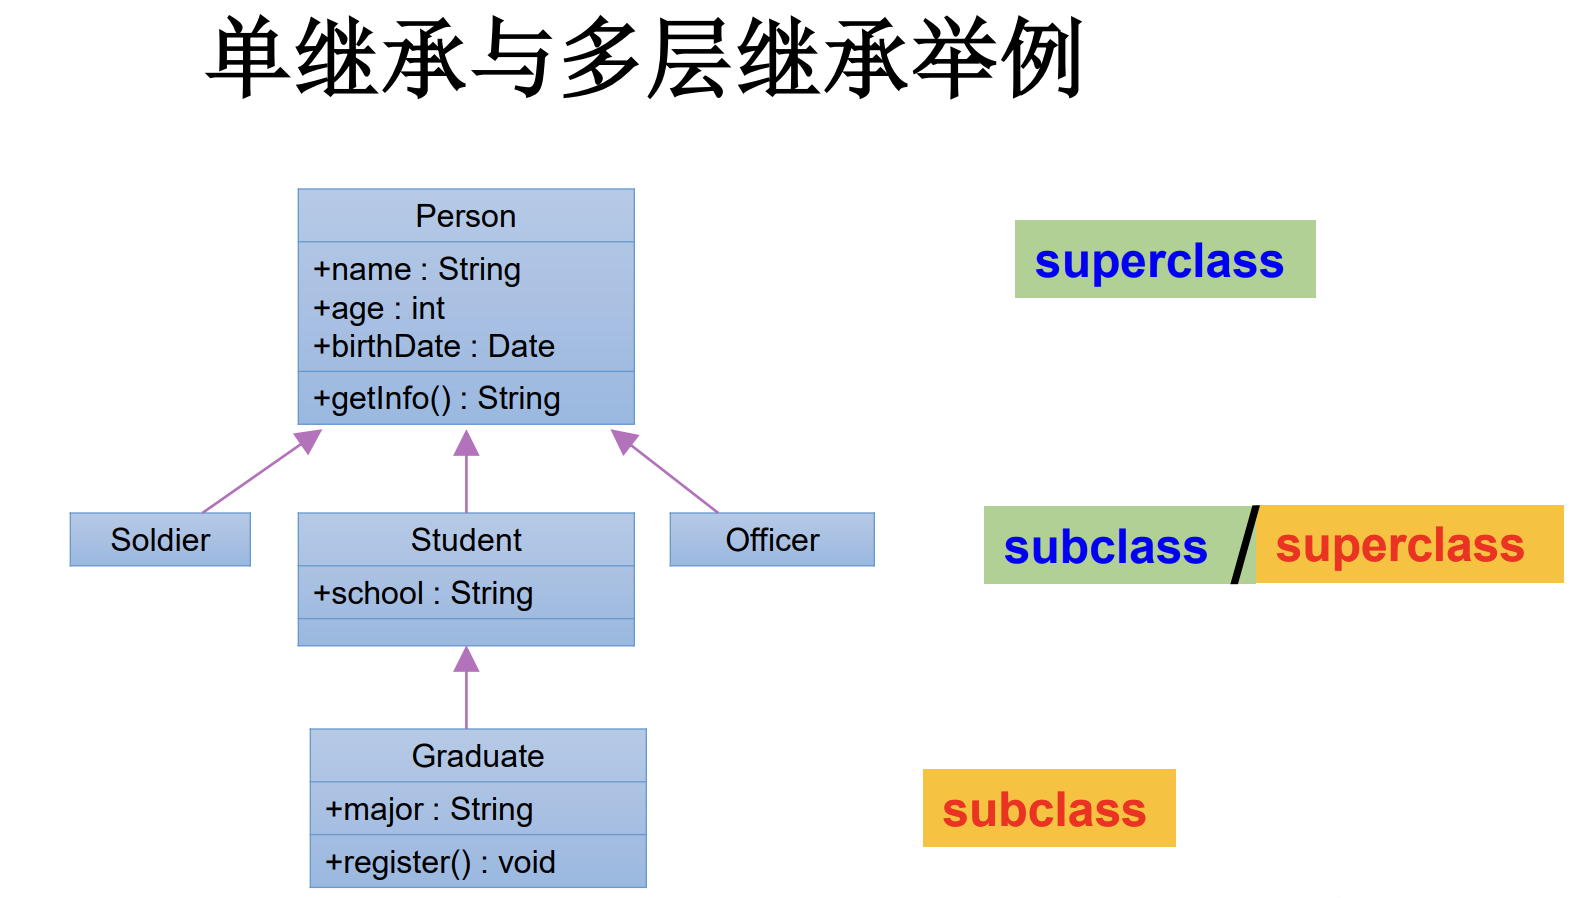 单继承与多层继承举例
Person
+name : String
+age : int
+birthDate : Date
+getInfo() : String
superclass
Soldier
Student
+school : String
Officer
subclass / superclass
Graduate
+major : String
+register() : void
subclass